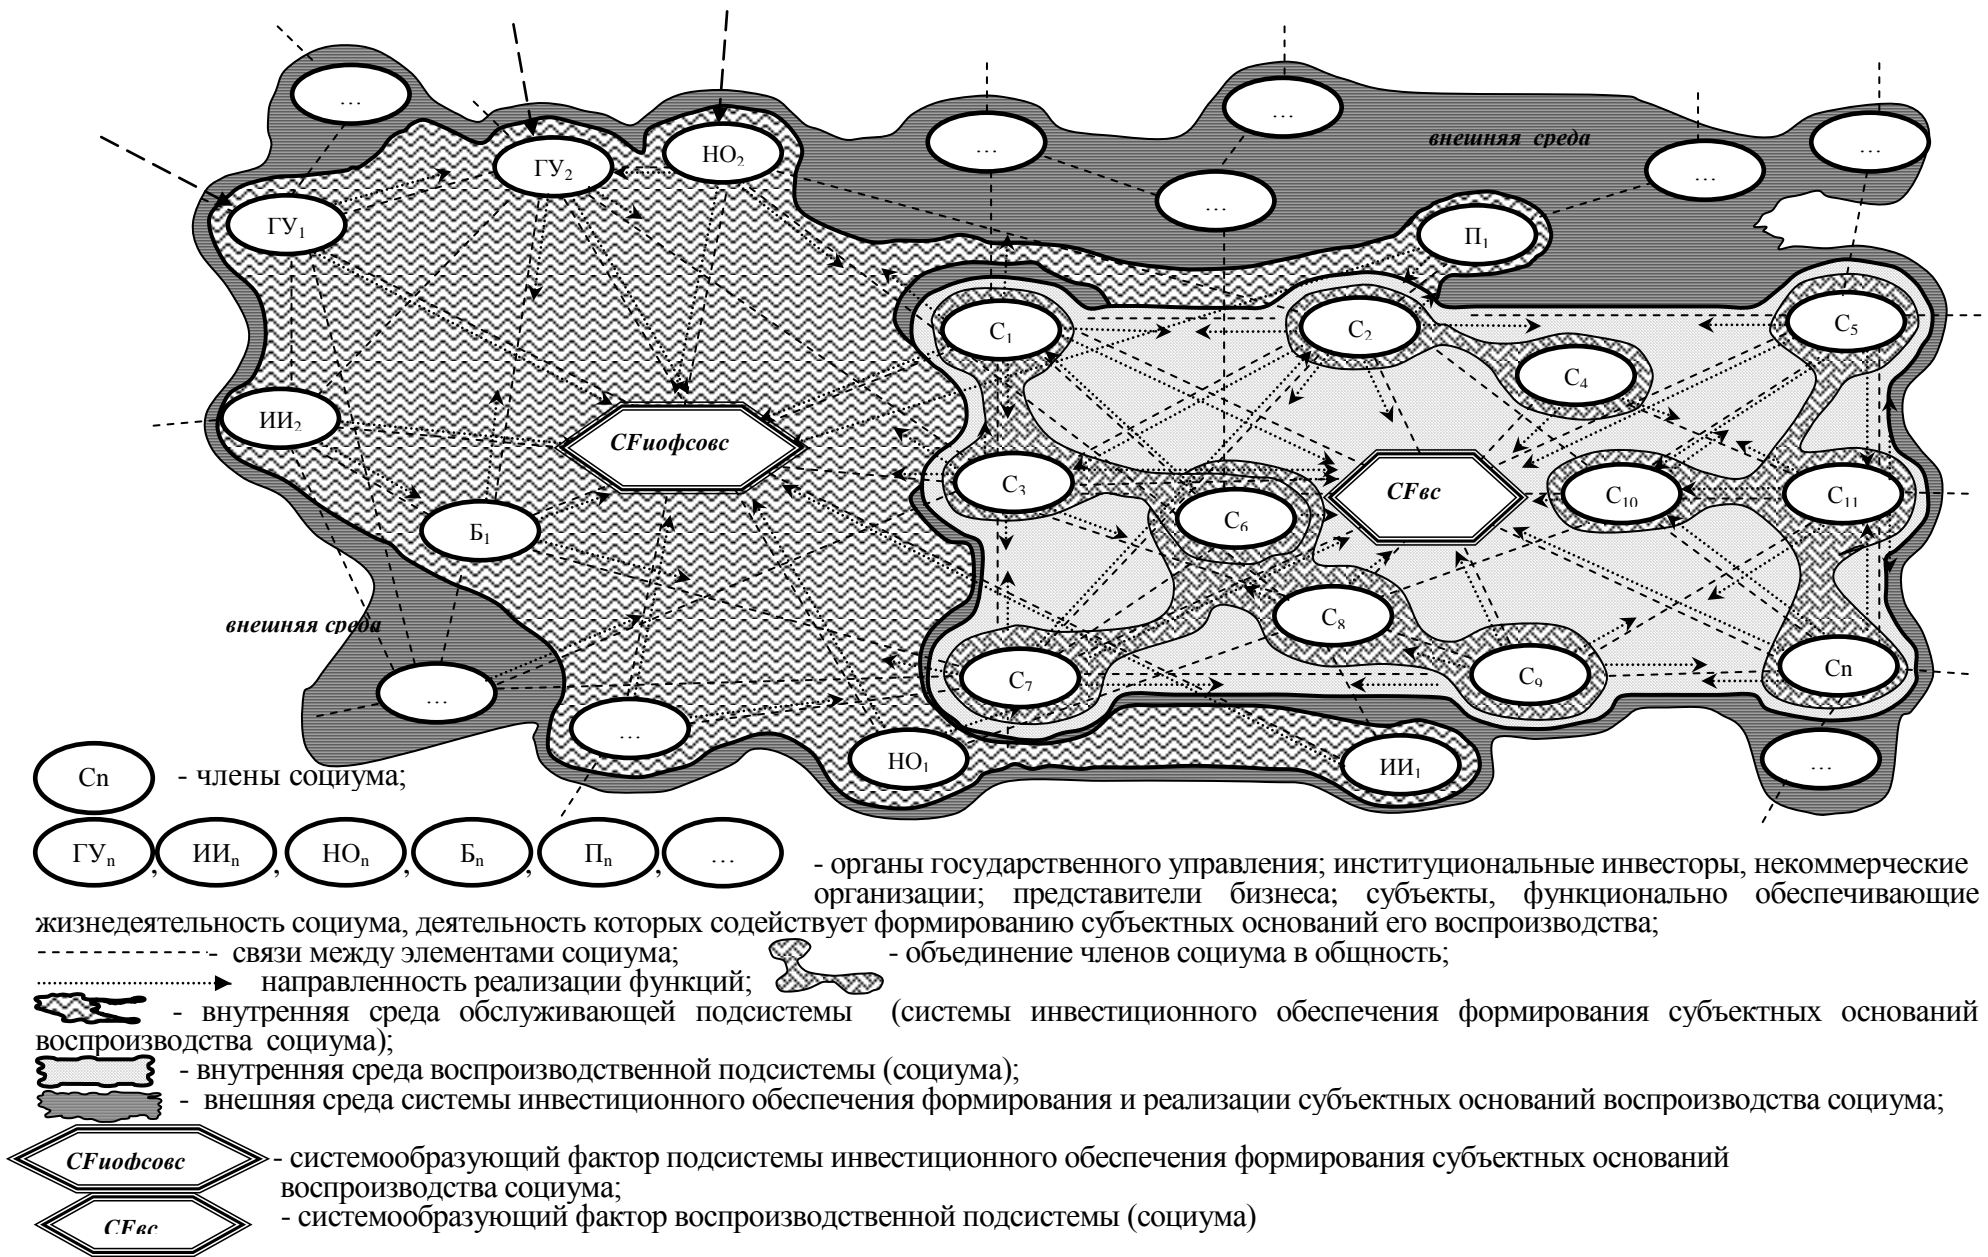 …
…
…
внешняя среда
…
…
НО₂
ГУ₂
…
ГУ₁
П₁
С₁
С₂
С₅
С₄
ИИ₂
CFиофсовс
С₃
CFвс
С₁₀
С₁₁
Б₁
С₆
внешняя среда
С₈
…
С₇
С₉
Сn
…
НО₁
ИИ₁
…
Сn - члены социума;
ГУn, ИИn, НОn, Бn, Пn, … - органы государственного управления; институциональные инвесторы, некоммерческие
организации; представители бизнеса; субъекты, функционально обеспечивающие
жизнедеятельность социума, деятельность которых содействует формированию субъектных оснований его воспроизводства;
- связи между элементами социума; - объединение членов социума в общность;
направленность реализации функций;
- внутренняя среда обслуживающей подсистемы (системы инвестиционного обеспечения формирования субъектных оснований
воспроизводства социума);
- внутренняя среда воспроизводственной подсистемы (социума);
- внешняя среда системы инвестиционного обеспечения формирования и реализации субъектных оснований воспроизводства социума;
CFиофсовс - системообразующий фактор подсистемы инвестиционного обеспечения формирования субъектных оснований
воспроизводства социума;
CFвс - системообразующий фактор воспроизводственной подсистемы (социума)